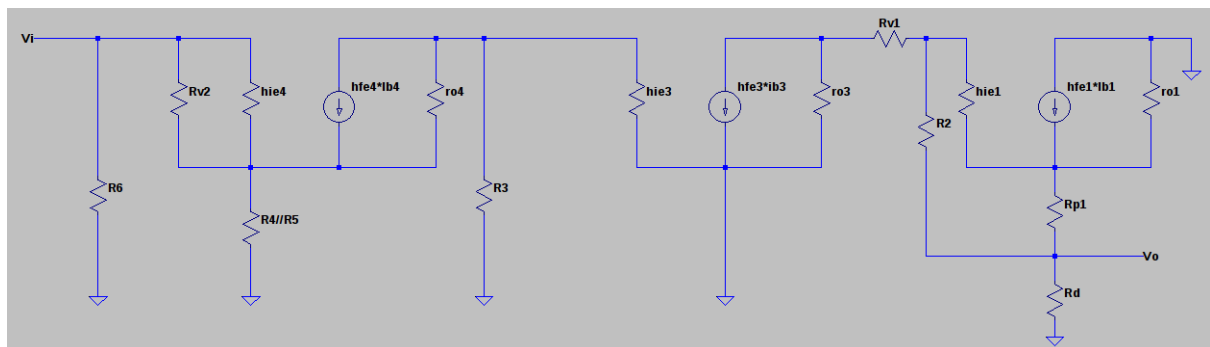 Vi
R6
Rv2
hie4
R4//R5
hfe4*Ib4
ro4
R3
hie3
hfe3*ib3
ro3
Rv1
R2
hie1
hfe1*Ib1
ro1
Rp1
Vo
Rd